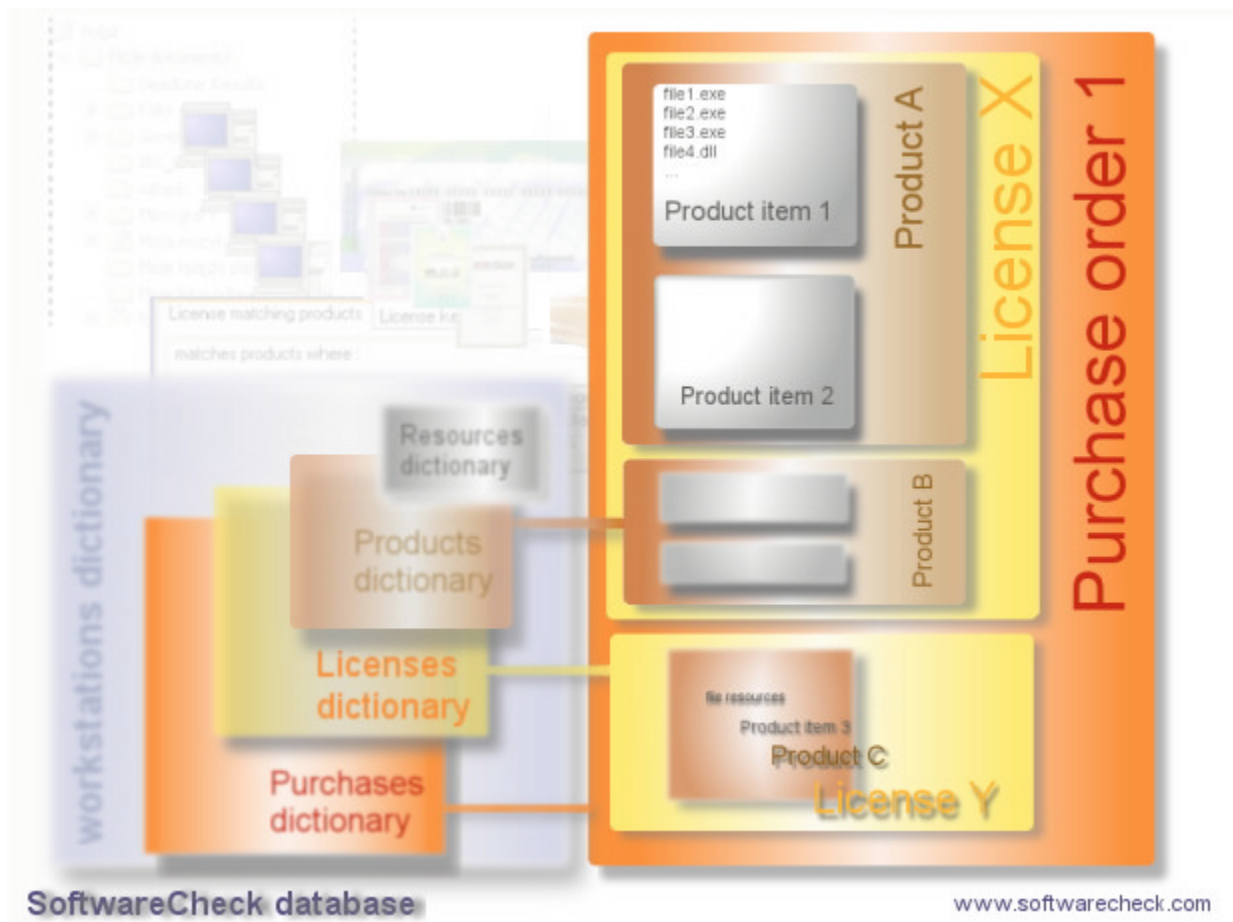 file1.exe
file2.exe
file3.exe
file4.dll
...
Product item 1
Product A
License X
Purchase order 1
Product item 2
Product B
License matching products
matches products where :
workstations dictionary
Resources
dictionary
Products
dictionary
Licenses
dictionary
Purchases
dictionary
file resources
Product item 3
Product C
License Y
SoftwareCheck database
www.softwarecheck.com